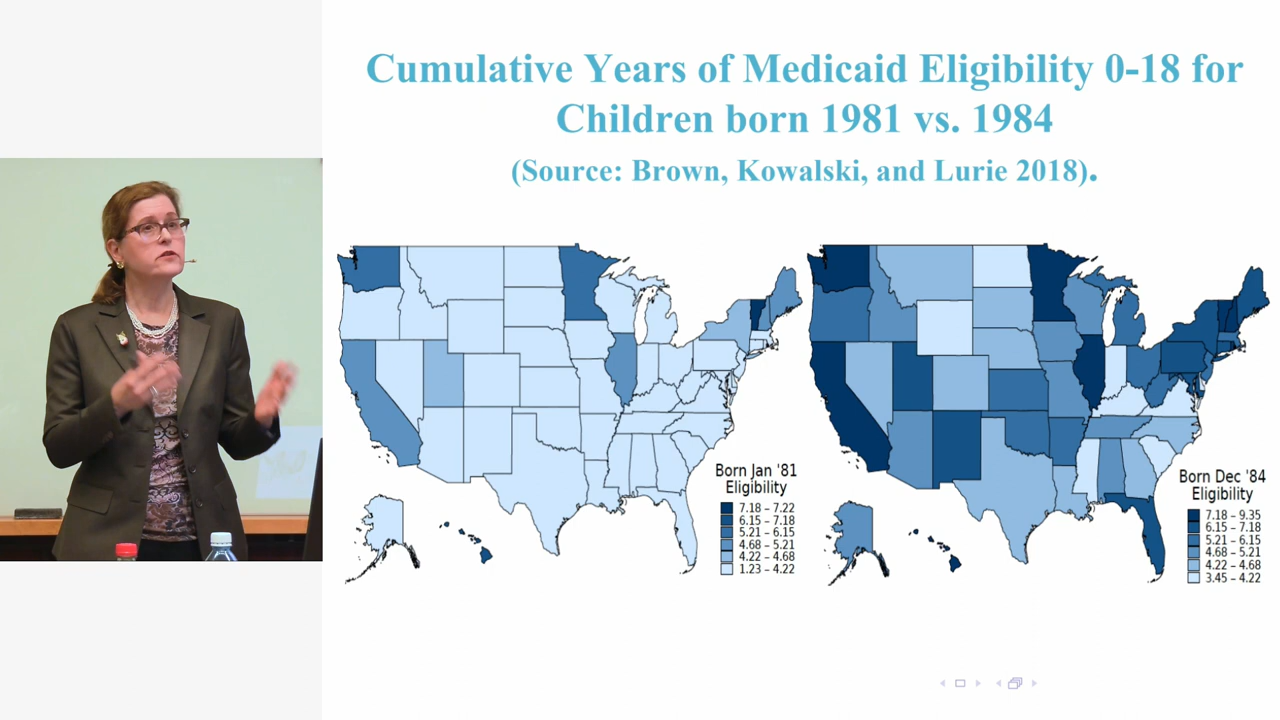 Cumulative Years of Medicaid Eligibility 0-18 for
Children born 1981 vs. 1984
(Source: Brown, Kowalski, and Lurie 2018).
Born Jan '81
Eligibility
7.18 – 7.22
6.15 – 7.18
5.21 – 6.15
4.68 – 5.21
4.22 – 4.68
1.23 – 4.22
Born Dec '84
Eligibility
7.18 – 9.35
6.15 – 7.18
5.21 – 6.15
4.68 – 5.21
4.22 – 4.68
3.45 – 4.22